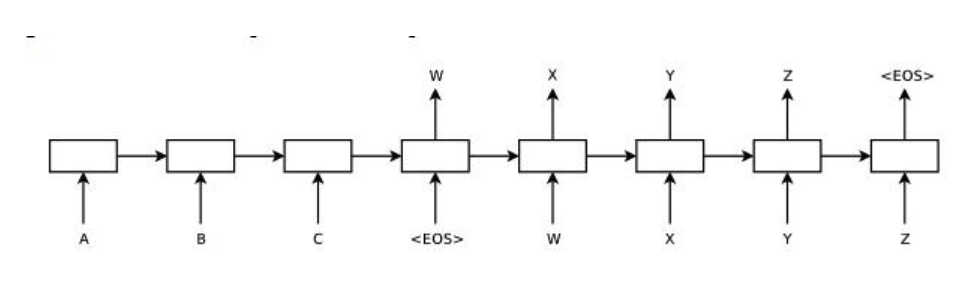 W X Y Z <EOS>
A B C <EOS> W X Y Z